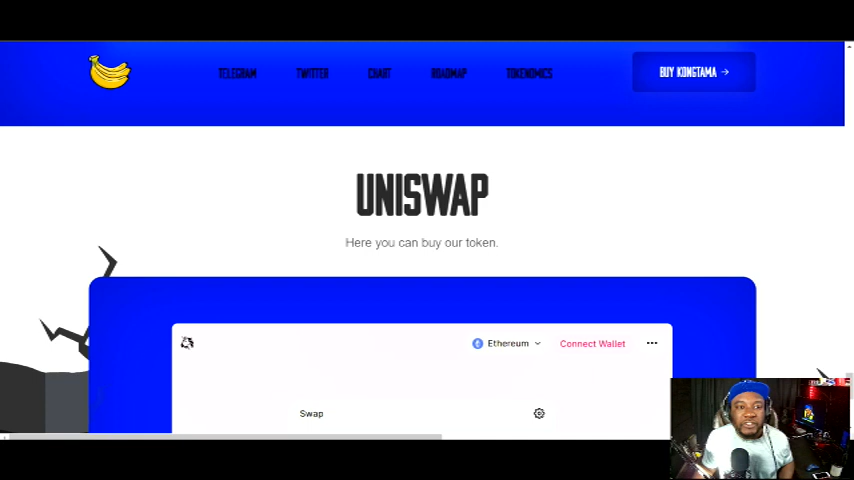 TELEGRAM
TWITTER
CHART
ROADMAP
TOKENOMICS
BUY KONGTAMA →
UNISWAP
Here you can buy our token.
Ethereum
Connect Wallet
Swap